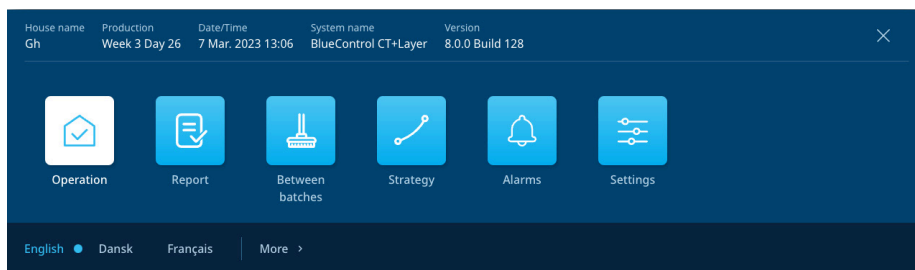 House name Production Date/Time System name Version
Gh Week 3 Day 26 7 Mar. 2023 13:06 BlueControl CT+Layer 8.0.0 Build 128
Operation Report Between batches Strategy Alarms Settings
English Dansk Français More